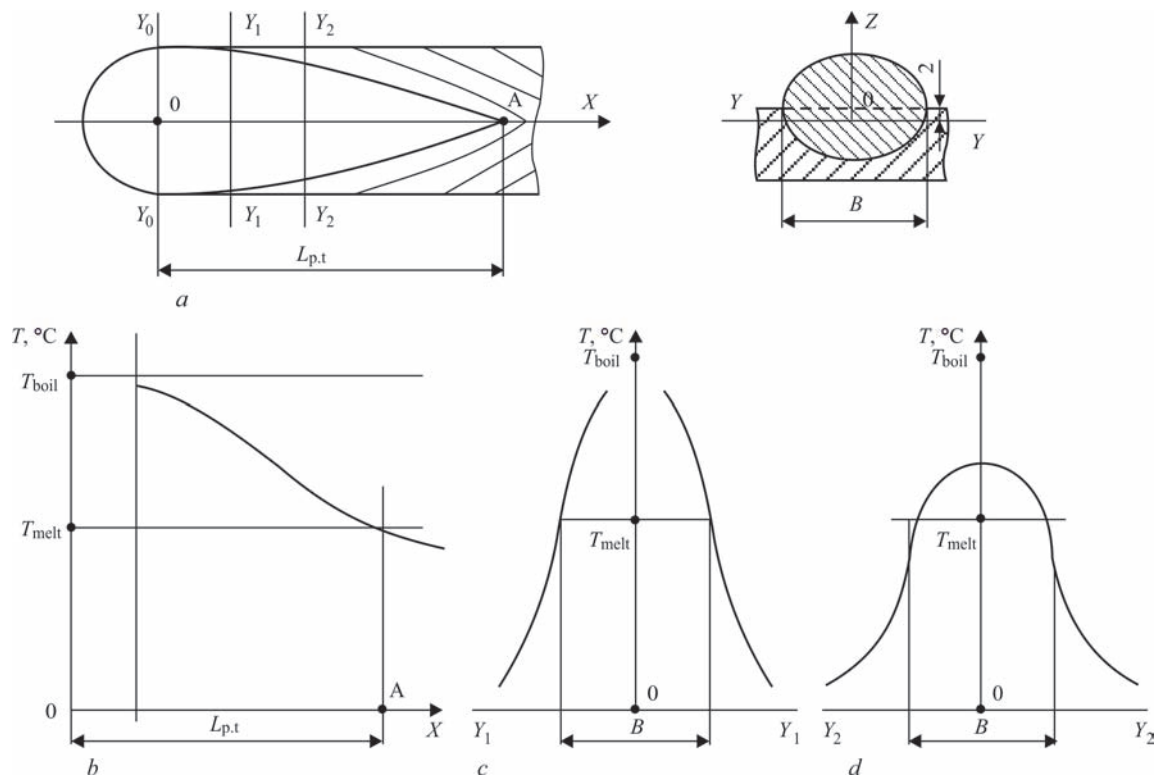 Y0 Y1 Y2
Z
2
0 A X
Y 0 Y
Y0 Y1 Y2
B
Lp.t
a
T, °C T, °C T, °C
Tboil Tboil Tboil
Tmelt Tmelt Tmelt
0 A 0 0
Lp.t X Y1 B Y1 Y2 B Y2
b c d